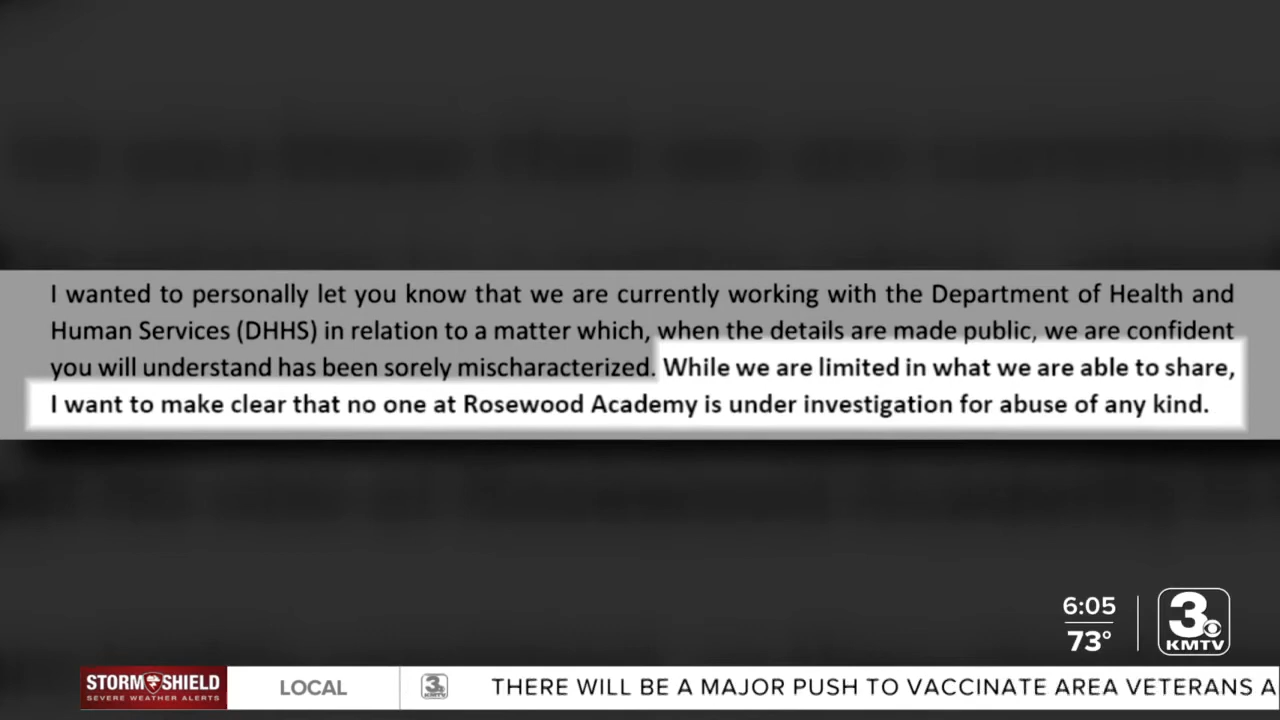 I wanted to personally let you know that we are currently working with the Department of Health and
Human Services (DHHS) in relation to a matter which, when the details are made public, we are confident
you will understand has been sorely mischaracterized. While we are limited in what we are able to share,
I want to make clear that no one at Rosewood Academy is under investigation for abuse of any kind.
6:05
73°
3
KMTV
STORM SHIELD
SEVERE WEATHER ALERTS
LOCAL
3
KMTV
THERE WILL BE A MAJOR PUSH TO VACCINATE AREA VETERANS A